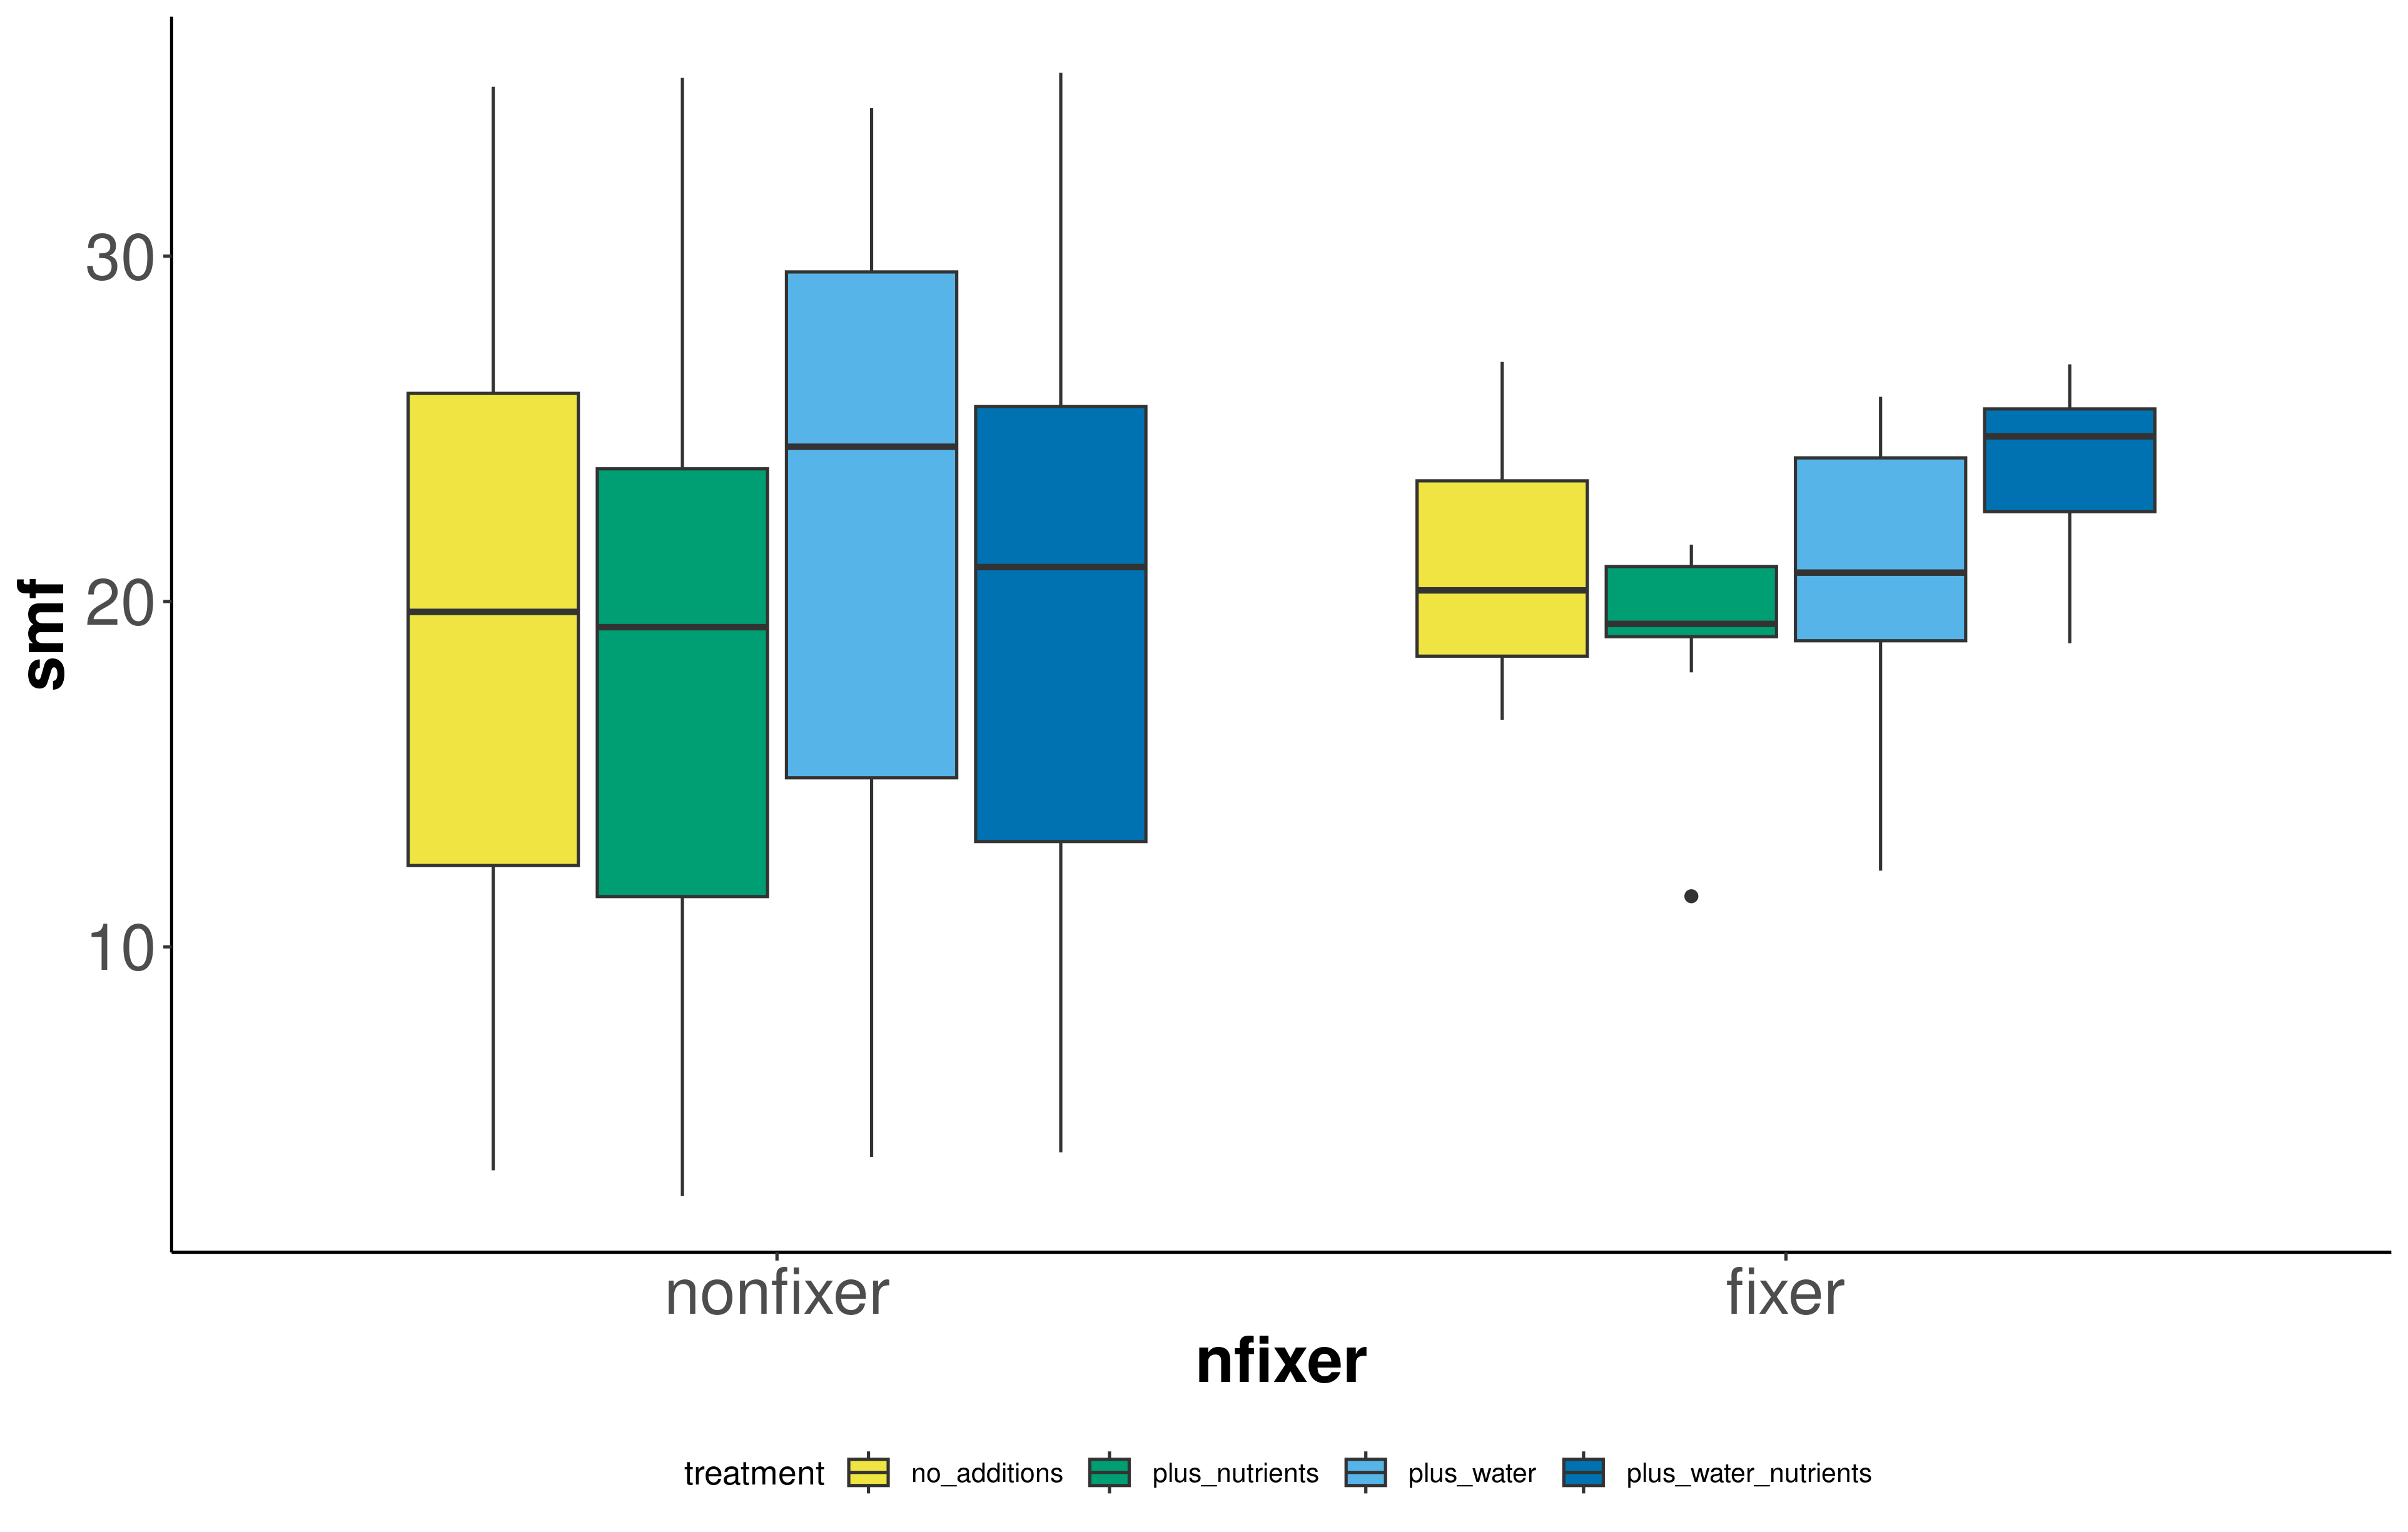 smf
30
20
10
nonfixer fixer
nfixer
treatment no_additions plus_nutrients plus_water plus_water_nutrients